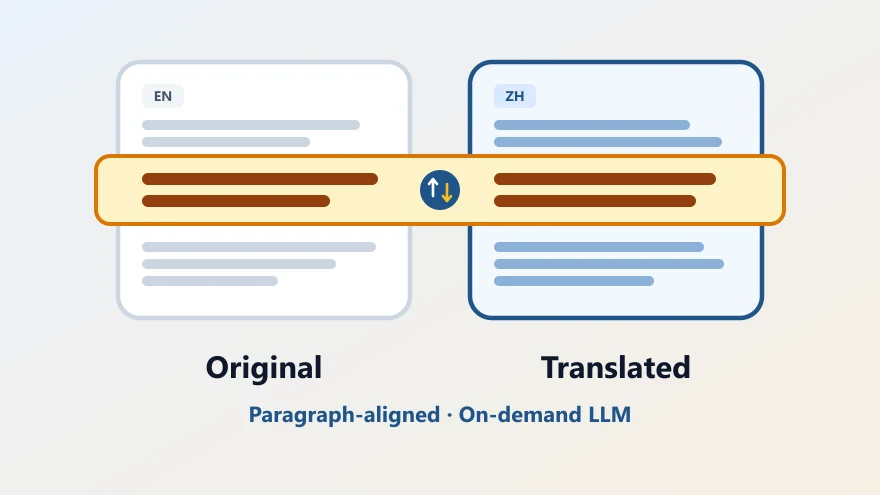 EN
ZH
Original
Translated
Paragraph-aligned · On-demand LLM